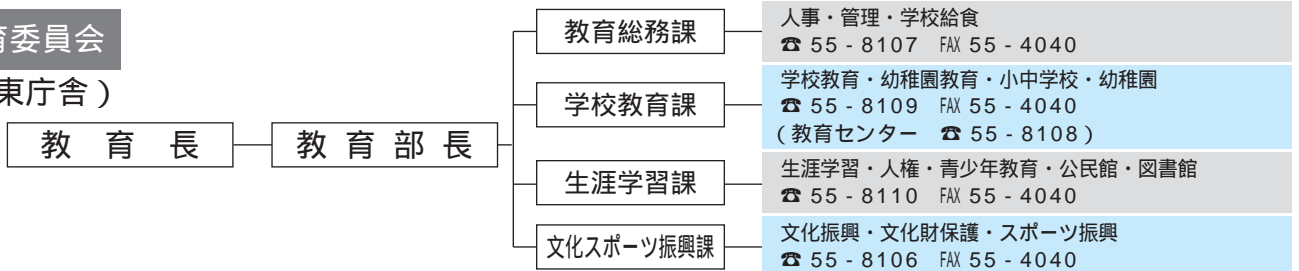 育委員会
東庁舎）
教育長
教育部長
教育総務課
人事・管理・学校給食
☎ 55 - 8107 FAX 55 - 4040
学校教育課
学校教育・幼稚園教育・小中学校・幼稚園
☎ 55 - 8109 FAX 55 - 4040
（教育センター ☎ 55 - 8108）
生涯学習課
生涯学習・人権・青少年教育・公民館・図書館
☎ 55 - 8110 FAX 55 - 4040
文化スポーツ振興課
文化振興・文化財保護・スポーツ振興
☎ 55 - 8106 FAX 55 - 4040